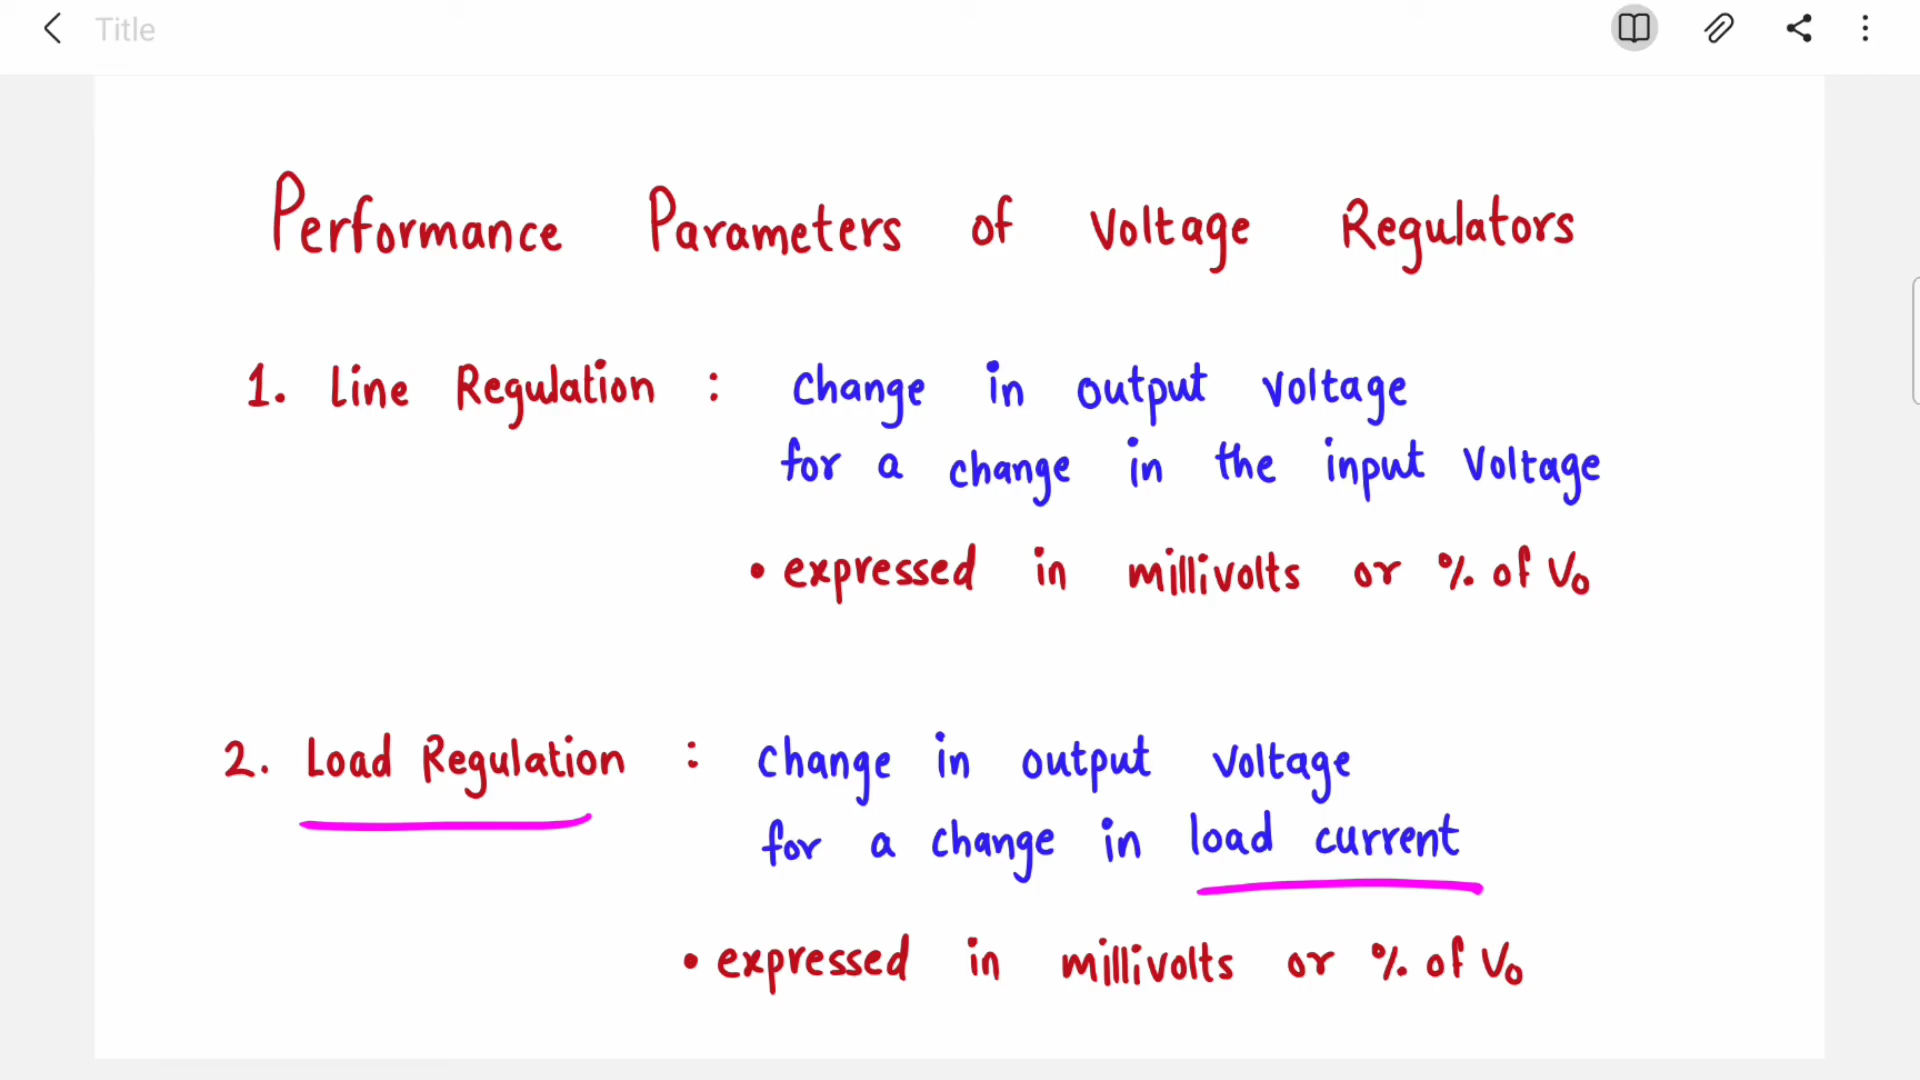 Title
Performance Parameters of Voltage Regulators
1. Line Regulation : change in output voltage
for a change in the input voltage
• expressed in millivolts or % of Vo
2. Load Regulation : change in output voltage
for a change in load current
• expressed in millivolts or % of Vo